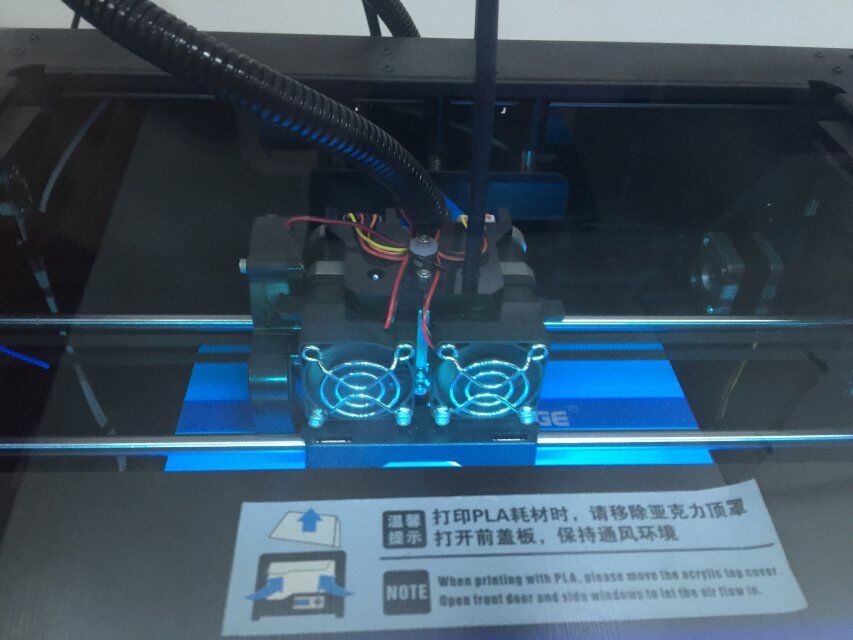 GE®
温馨提示
打印PLA耗材时，请移除亚克力顶罩
打开前盖板，保持通风环境
NOTE
When printing with PLA, please move the acrylic top cover.
Open front door and side windows to let the air flow in.